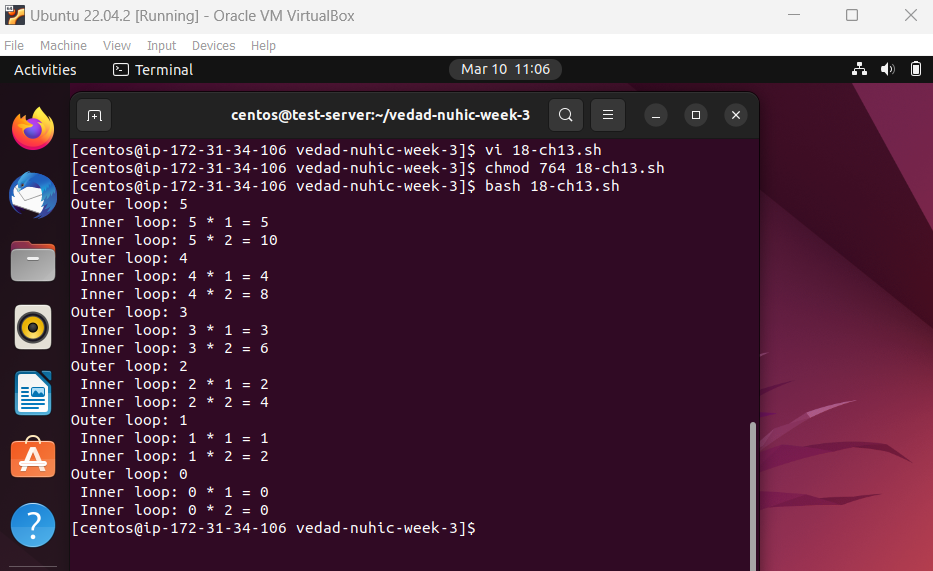 Ubuntu 22.04.2 [Running] - Oracle VM VirtualBox
File Machine View Input Devices Help
Activities Terminal Mar 10 11:06
centos@test-server:~/vedad-nuhic-week-3
[centos@ip-172-31-34-106 vedad-nuhic-week-3]$ vi 18-ch13.sh
[centos@ip-172-31-34-106 vedad-nuhic-week-3]$ chmod 764 18-ch13.sh
[centos@ip-172-31-34-106 vedad-nuhic-week-3]$ bash 18-ch13.sh
Outer loop: 5
 Inner loop: 5 * 1 = 5
 Inner loop: 5 * 2 = 10
Outer loop: 4
 Inner loop: 4 * 1 = 4
 Inner loop: 4 * 2 = 8
Outer loop: 3
 Inner loop: 3 * 1 = 3
 Inner loop: 3 * 2 = 6
Outer loop: 2
 Inner loop: 2 * 1 = 2
 Inner loop: 2 * 2 = 4
Outer loop: 1
 Inner loop: 1 * 1 = 1
 Inner loop: 1 * 2 = 2
Outer loop: 0
 Inner loop: 0 * 1 = 0
 Inner loop: 0 * 2 = 0
[centos@ip-172-31-34-106 vedad-nuhic-week-3]$